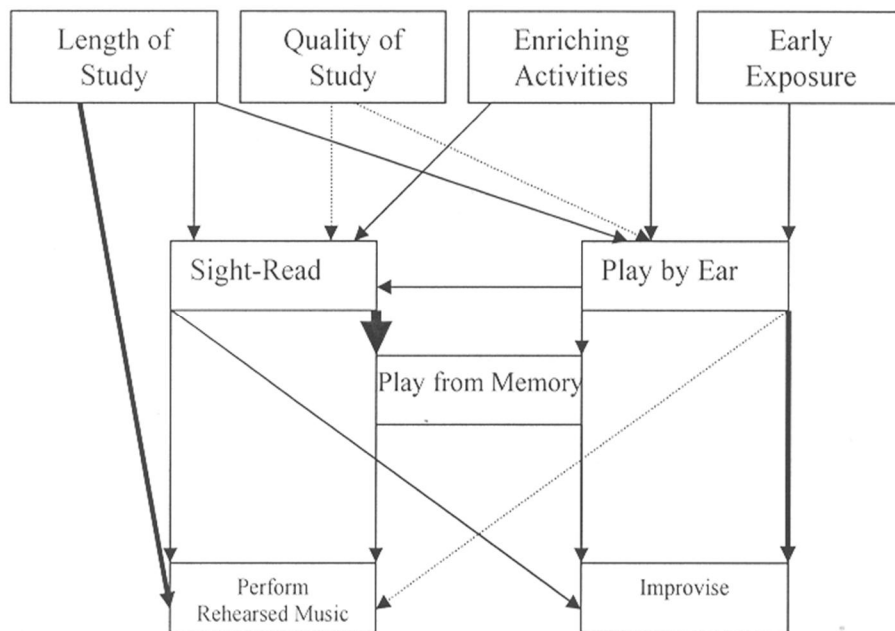 Length of
Study
Quality of
Study
Enriching
Activities
Early
Exposure
Sight-Read
Play by Ear
Play from Memory
Perform
Rehearsed Music
Improvise